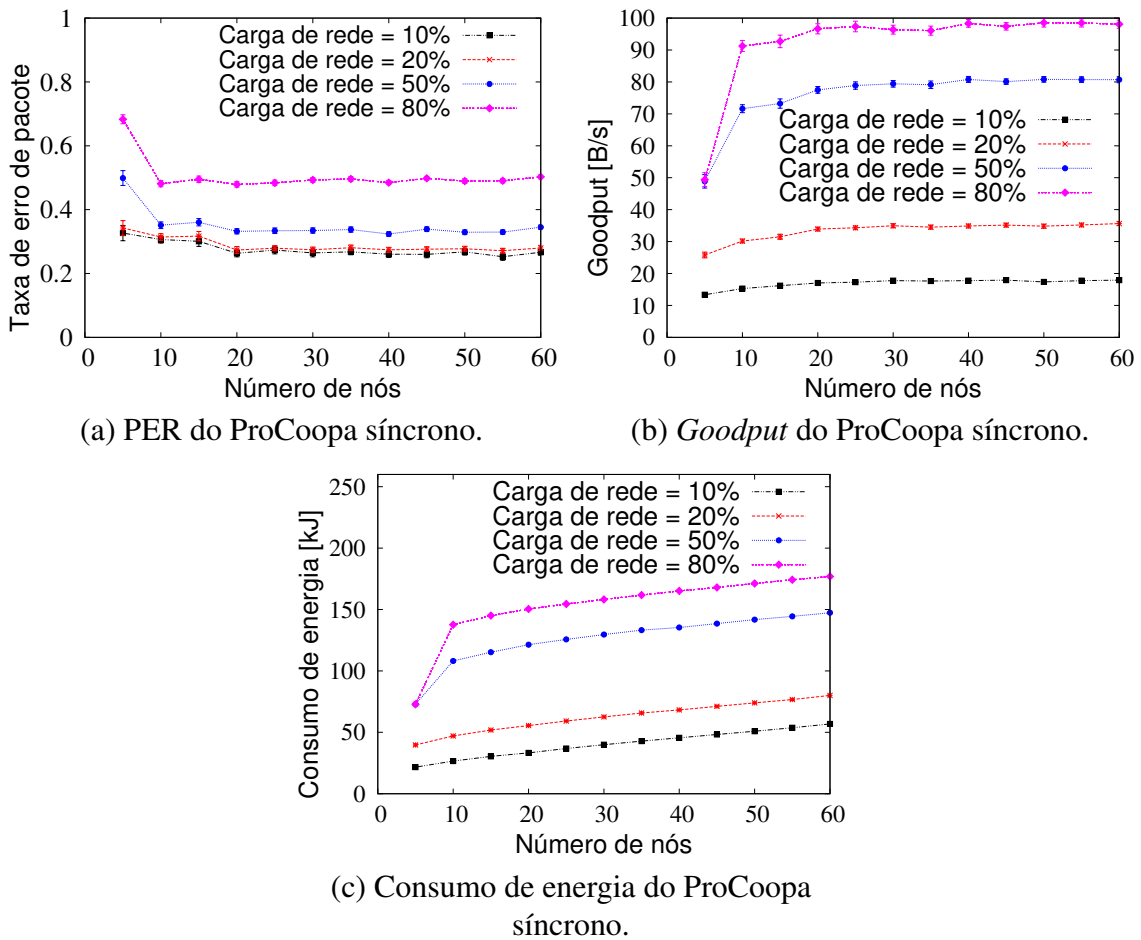 Taxa de erro de pacote
1
0.8
0.6
0.4
0.2
0
0 10 20 30 40 50 60
Número de nós
Carga de rede = 10%
Carga de rede = 20%
Carga de rede = 50%
Carga de rede = 80%
(a) PER do ProCoopa síncrono.
Goodput [B/s]
100
90
80
70
60
50
40
30
20
10
0
0 10 20 30 40 50 60
Número de nós
Carga de rede = 10%
Carga de rede = 20%
Carga de rede = 50%
Carga de rede = 80%
(b) Goodput do ProCoopa síncrono.
Consumo de energia [kJ]
250
200
150
100
50
0
0 10 20 30 40 50 60
Número de nós
Carga de rede = 10%
Carga de rede = 20%
Carga de rede = 50%
Carga de rede = 80%
(c) Consumo de energia do ProCoopa
síncrono.